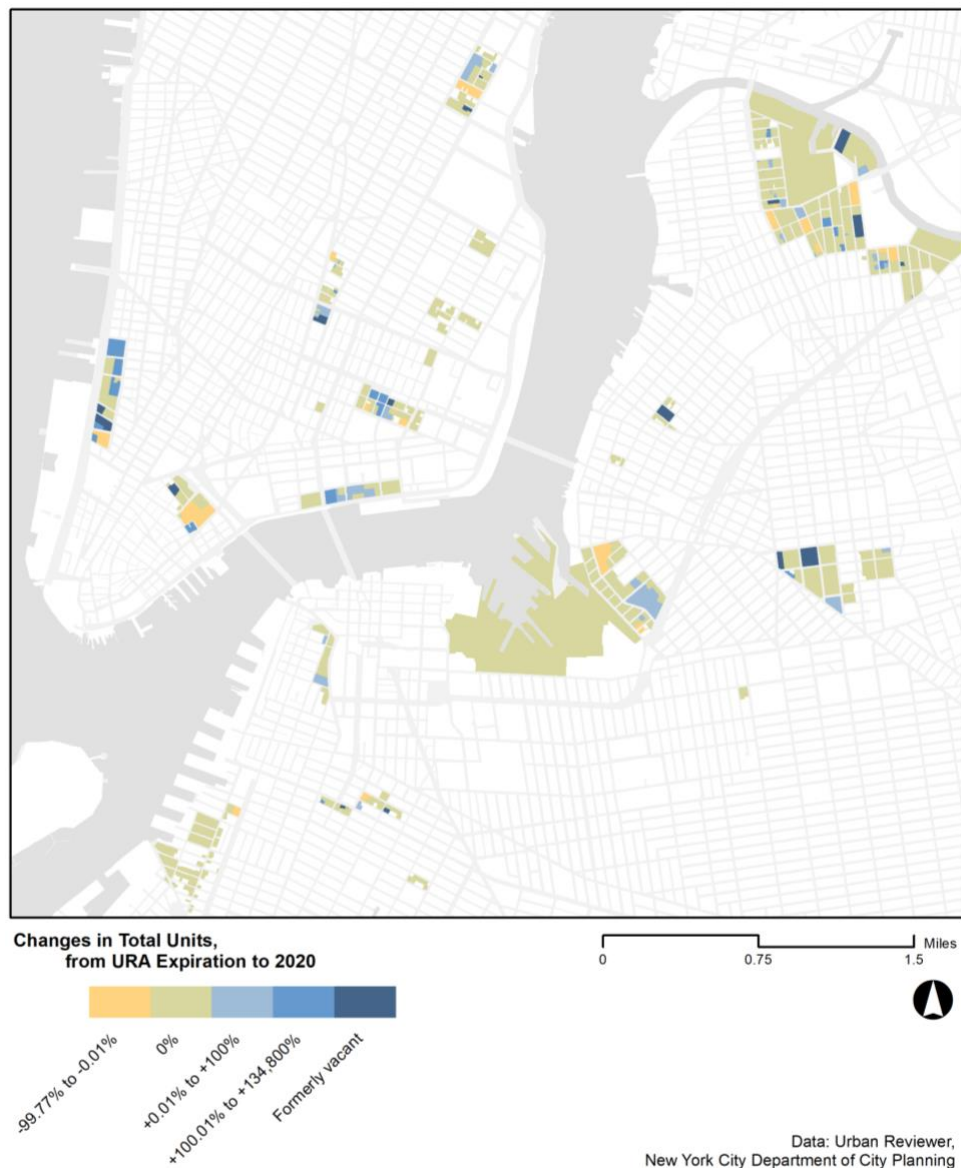 Changes in Total Units,
from URA Expiration to 2020
-99.77% to -0.01%
0%
+0.01% to +100%
+100.01% to +134,800%
Formerly vacant
Miles
0
0.75
1.5
Data: Urban Reviewer,
New York City Department of City Planning